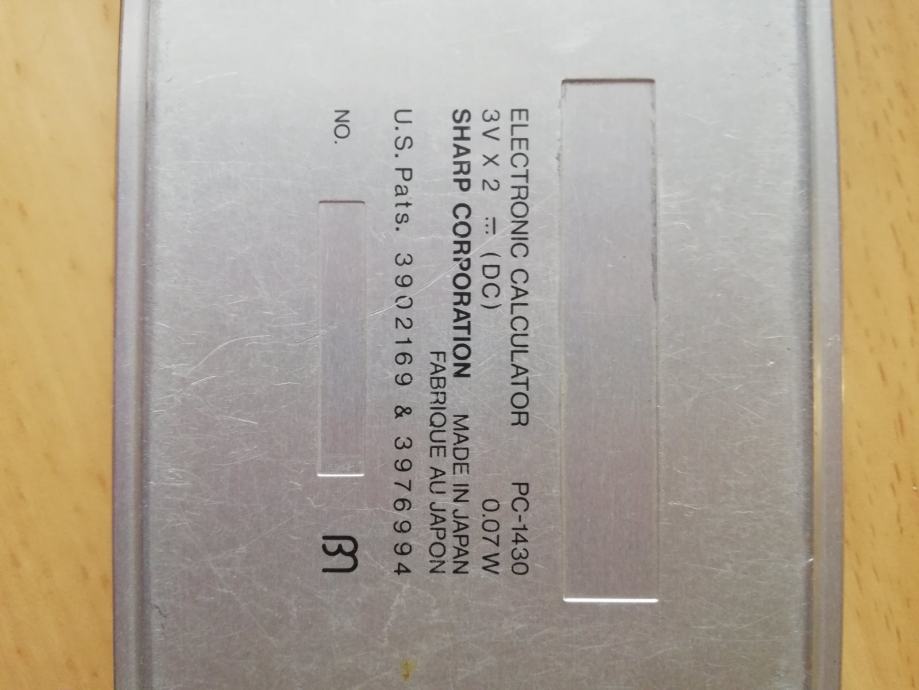 ELECTRONIC CALCULATOR PC-1430
3V X 2 ⎓ (DC) 0.07W
SHARP CORPORATION MADE IN JAPAN
FABRIQUE AU JAPON
U.S. Pats. 3902169 & 3976994
NO.